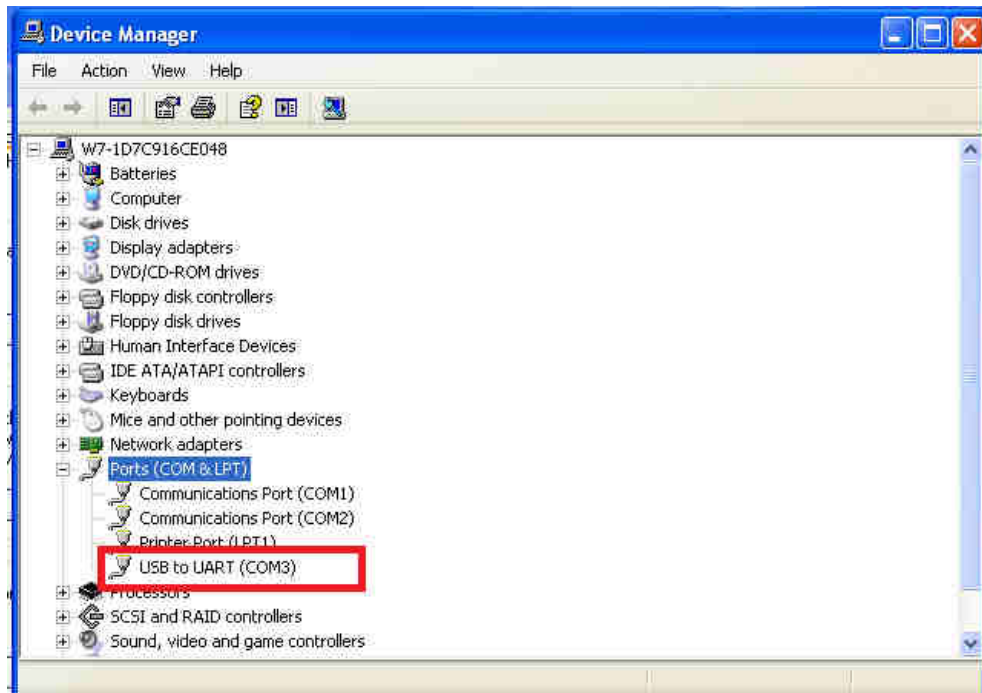 Device Manager
File Action View Help
W7-1D7C916CE048
Batteries
Computer
Disk drives
Display adapters
DVD/CD-ROM drives
Floppy disk controllers
Floppy disk drives
Human Interface Devices
IDE ATA/ATAPI controllers
Keyboards
Mice and other pointing devices
Network adapters
Ports (COM & LPT)
Communications Port (COM1)
Communications Port (COM2)
Printer Port (LPT1)
USB to UART (COM3)
Processors
SCSI and RAID controllers
Sound, video and game controllers